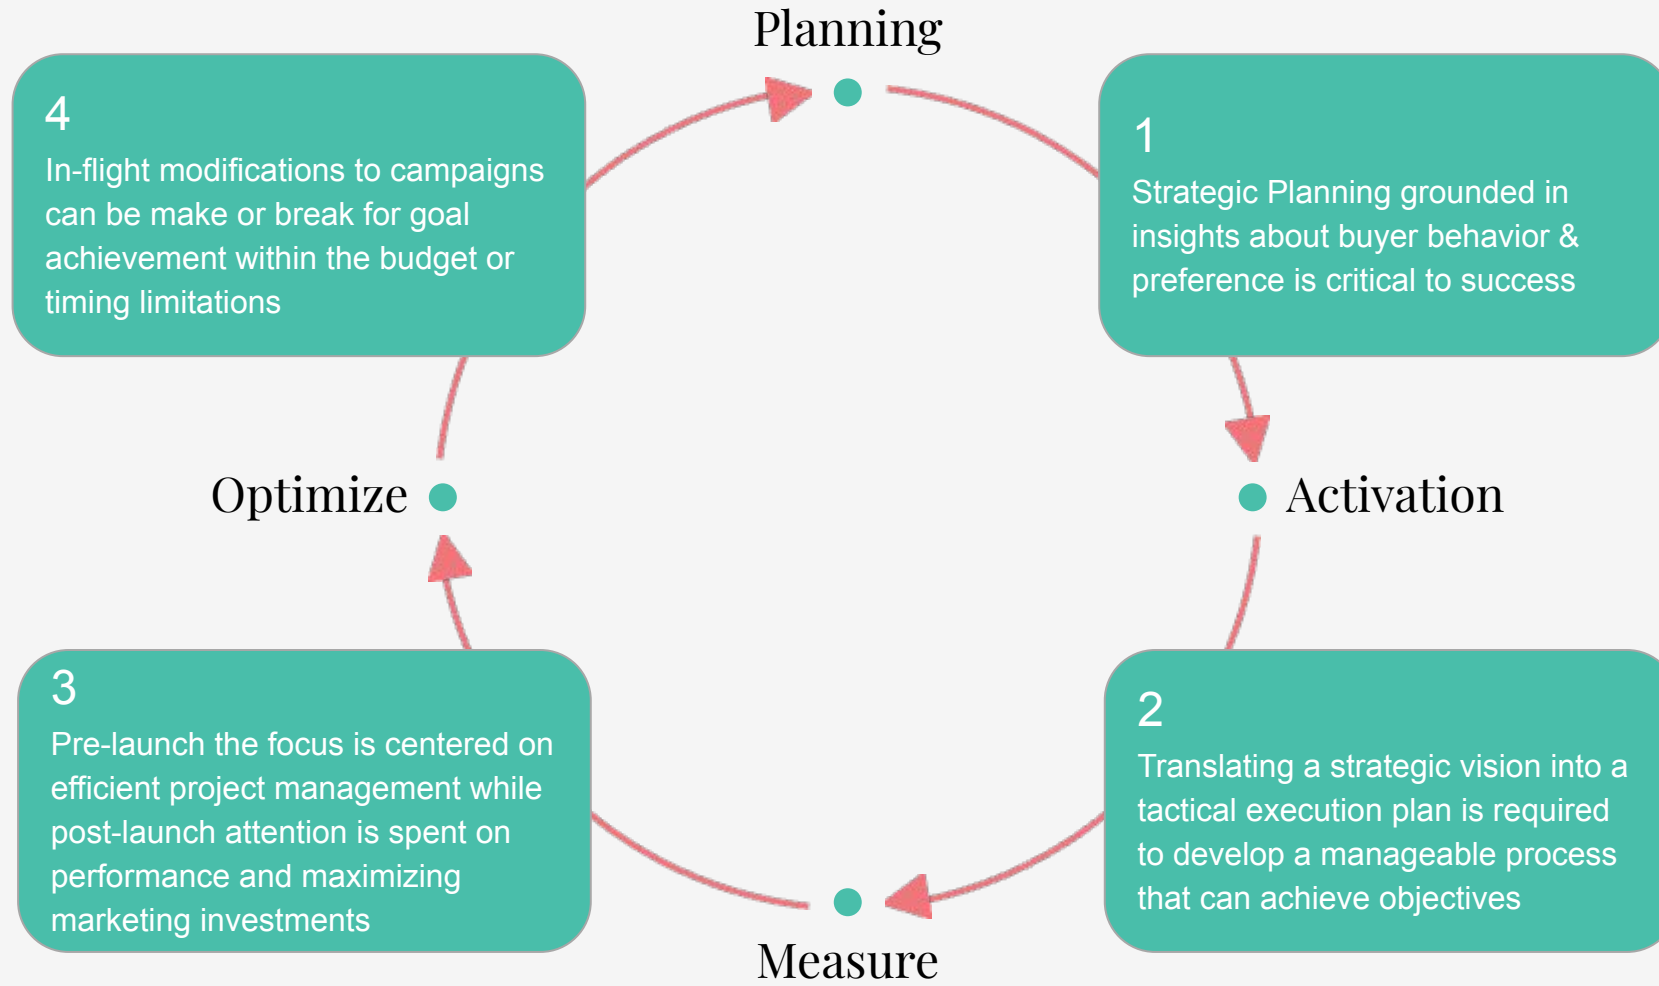 Planning
4
In-flight modifications to campaigns
can be make or break for goal
achievement within the budget or
timing limitations
1
Strategic Planning grounded in
insights about buyer behavior &
preference is critical to success
Optimize
Activation
3
Pre-launch the focus is centered on
efficient project management while
post-launch attention is spent on
performance and maximizing
marketing investments
2
Translating a strategic vision into a
tactical execution plan is required
to develop a manageable process
that can achieve objectives
Measure